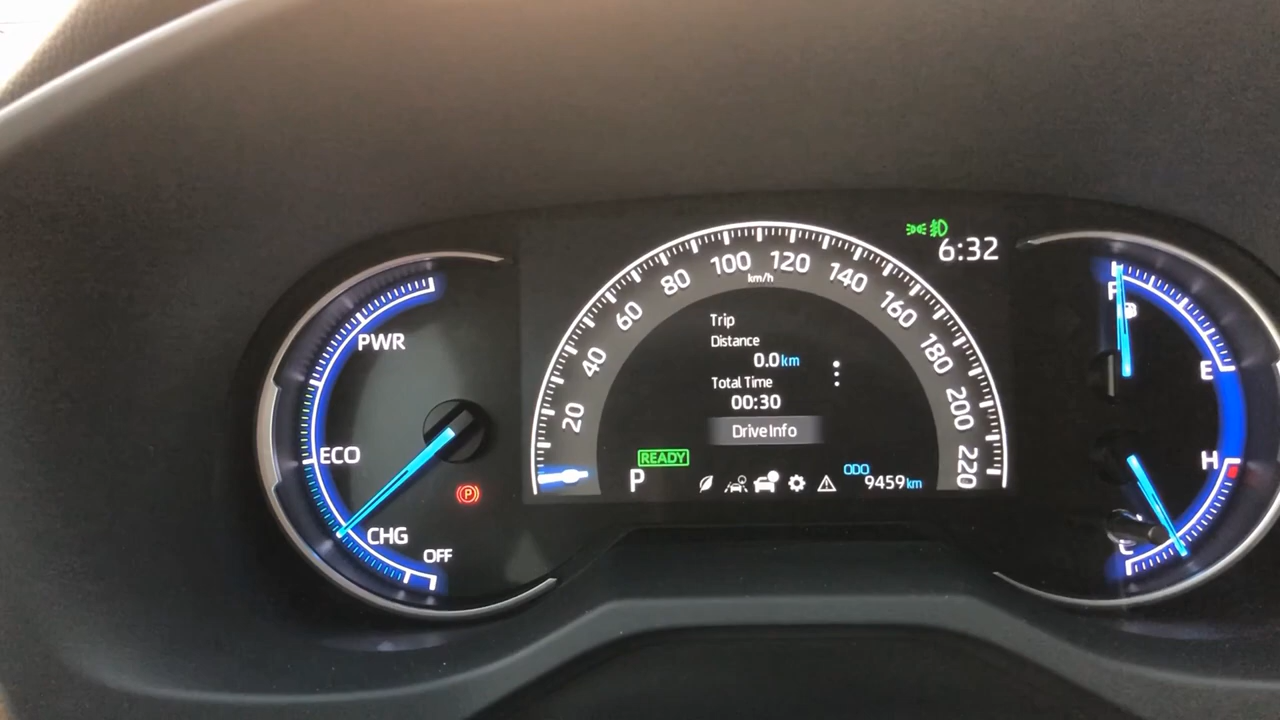 6:32
PWR
ECO
CHG
OFF
P
20
40
60
80
100
120
140
160
180
200
220
km/h
Trip
Distance
0.0 km
Total Time
00:30
Drive Info
READY
P
ODO
9459 km
F
E
H
C